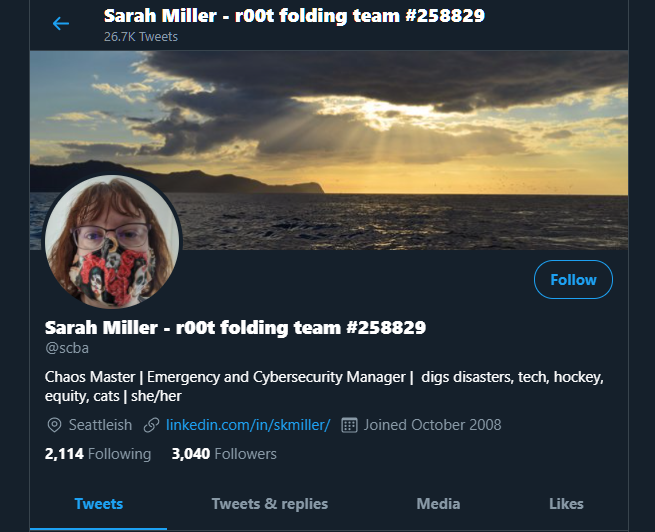 Sarah Miller - r00t folding team #258829
26.7K Tweets
Follow
Sarah Miller - r00t folding team #258829
@scba
Chaos Master | Emergency and Cybersecurity Manager |  digs disasters, tech, hockey,
equity, cats | she/her
Seattleish linkedin.com/in/skmiller/ Joined October 2008
2,114 Following 3,040 Followers
Tweets Tweets & replies Media Likes